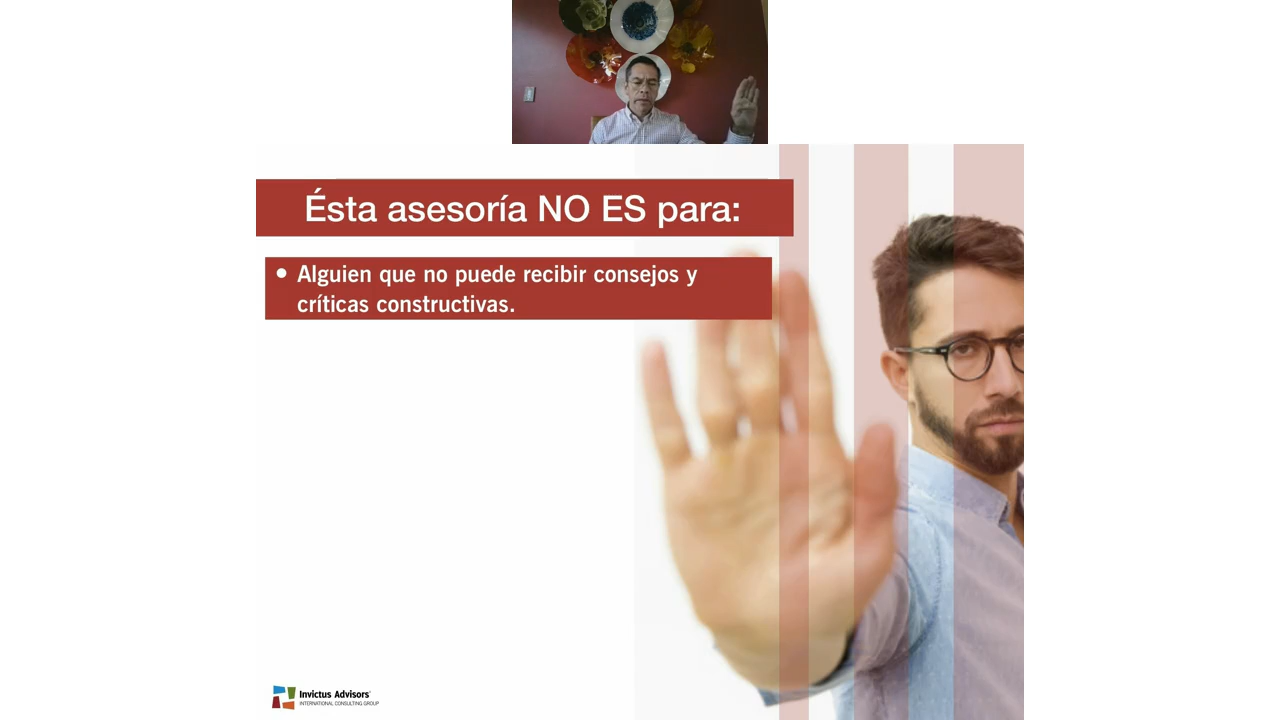 Ésta asesoría NO ES para:
• Alguien que no puede recibir consejos y
críticas constructivas.
Invictus Advisors
INTERNATIONAL CONSULTING GROUP